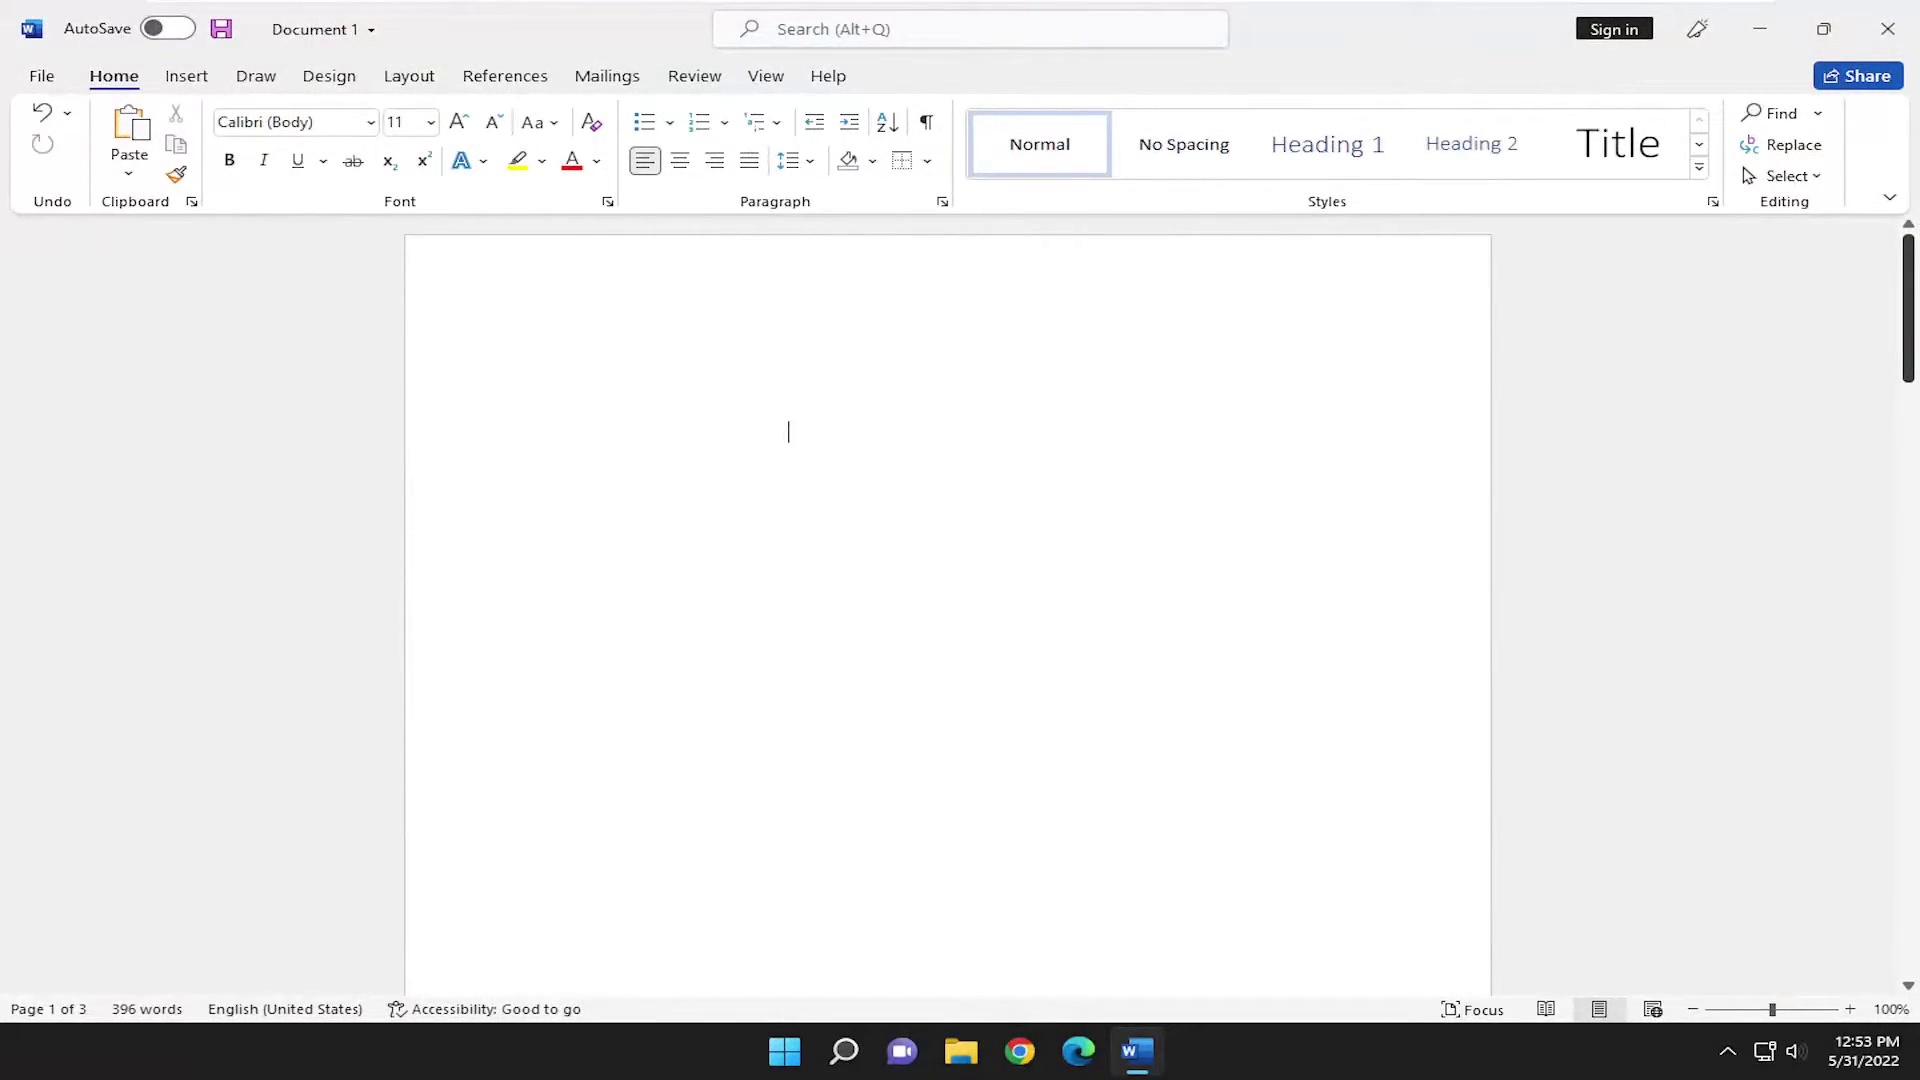 AutoSave Document 1 Search (Alt+Q) Sign in
File Home Insert Draw Design Layout References Mailings Review View Help Share
Calibri (Body) 11 Aa Find
Paste B I U ab x₂ x² A A Normal No Spacing Heading 1 Heading 2 Title Replace
Select
Undo Clipboard Font Paragraph Styles Editing
Page 1 of 3 396 words English (United States) Accessibility: Good to go Focus 100%
12:53 PM
5/31/2022